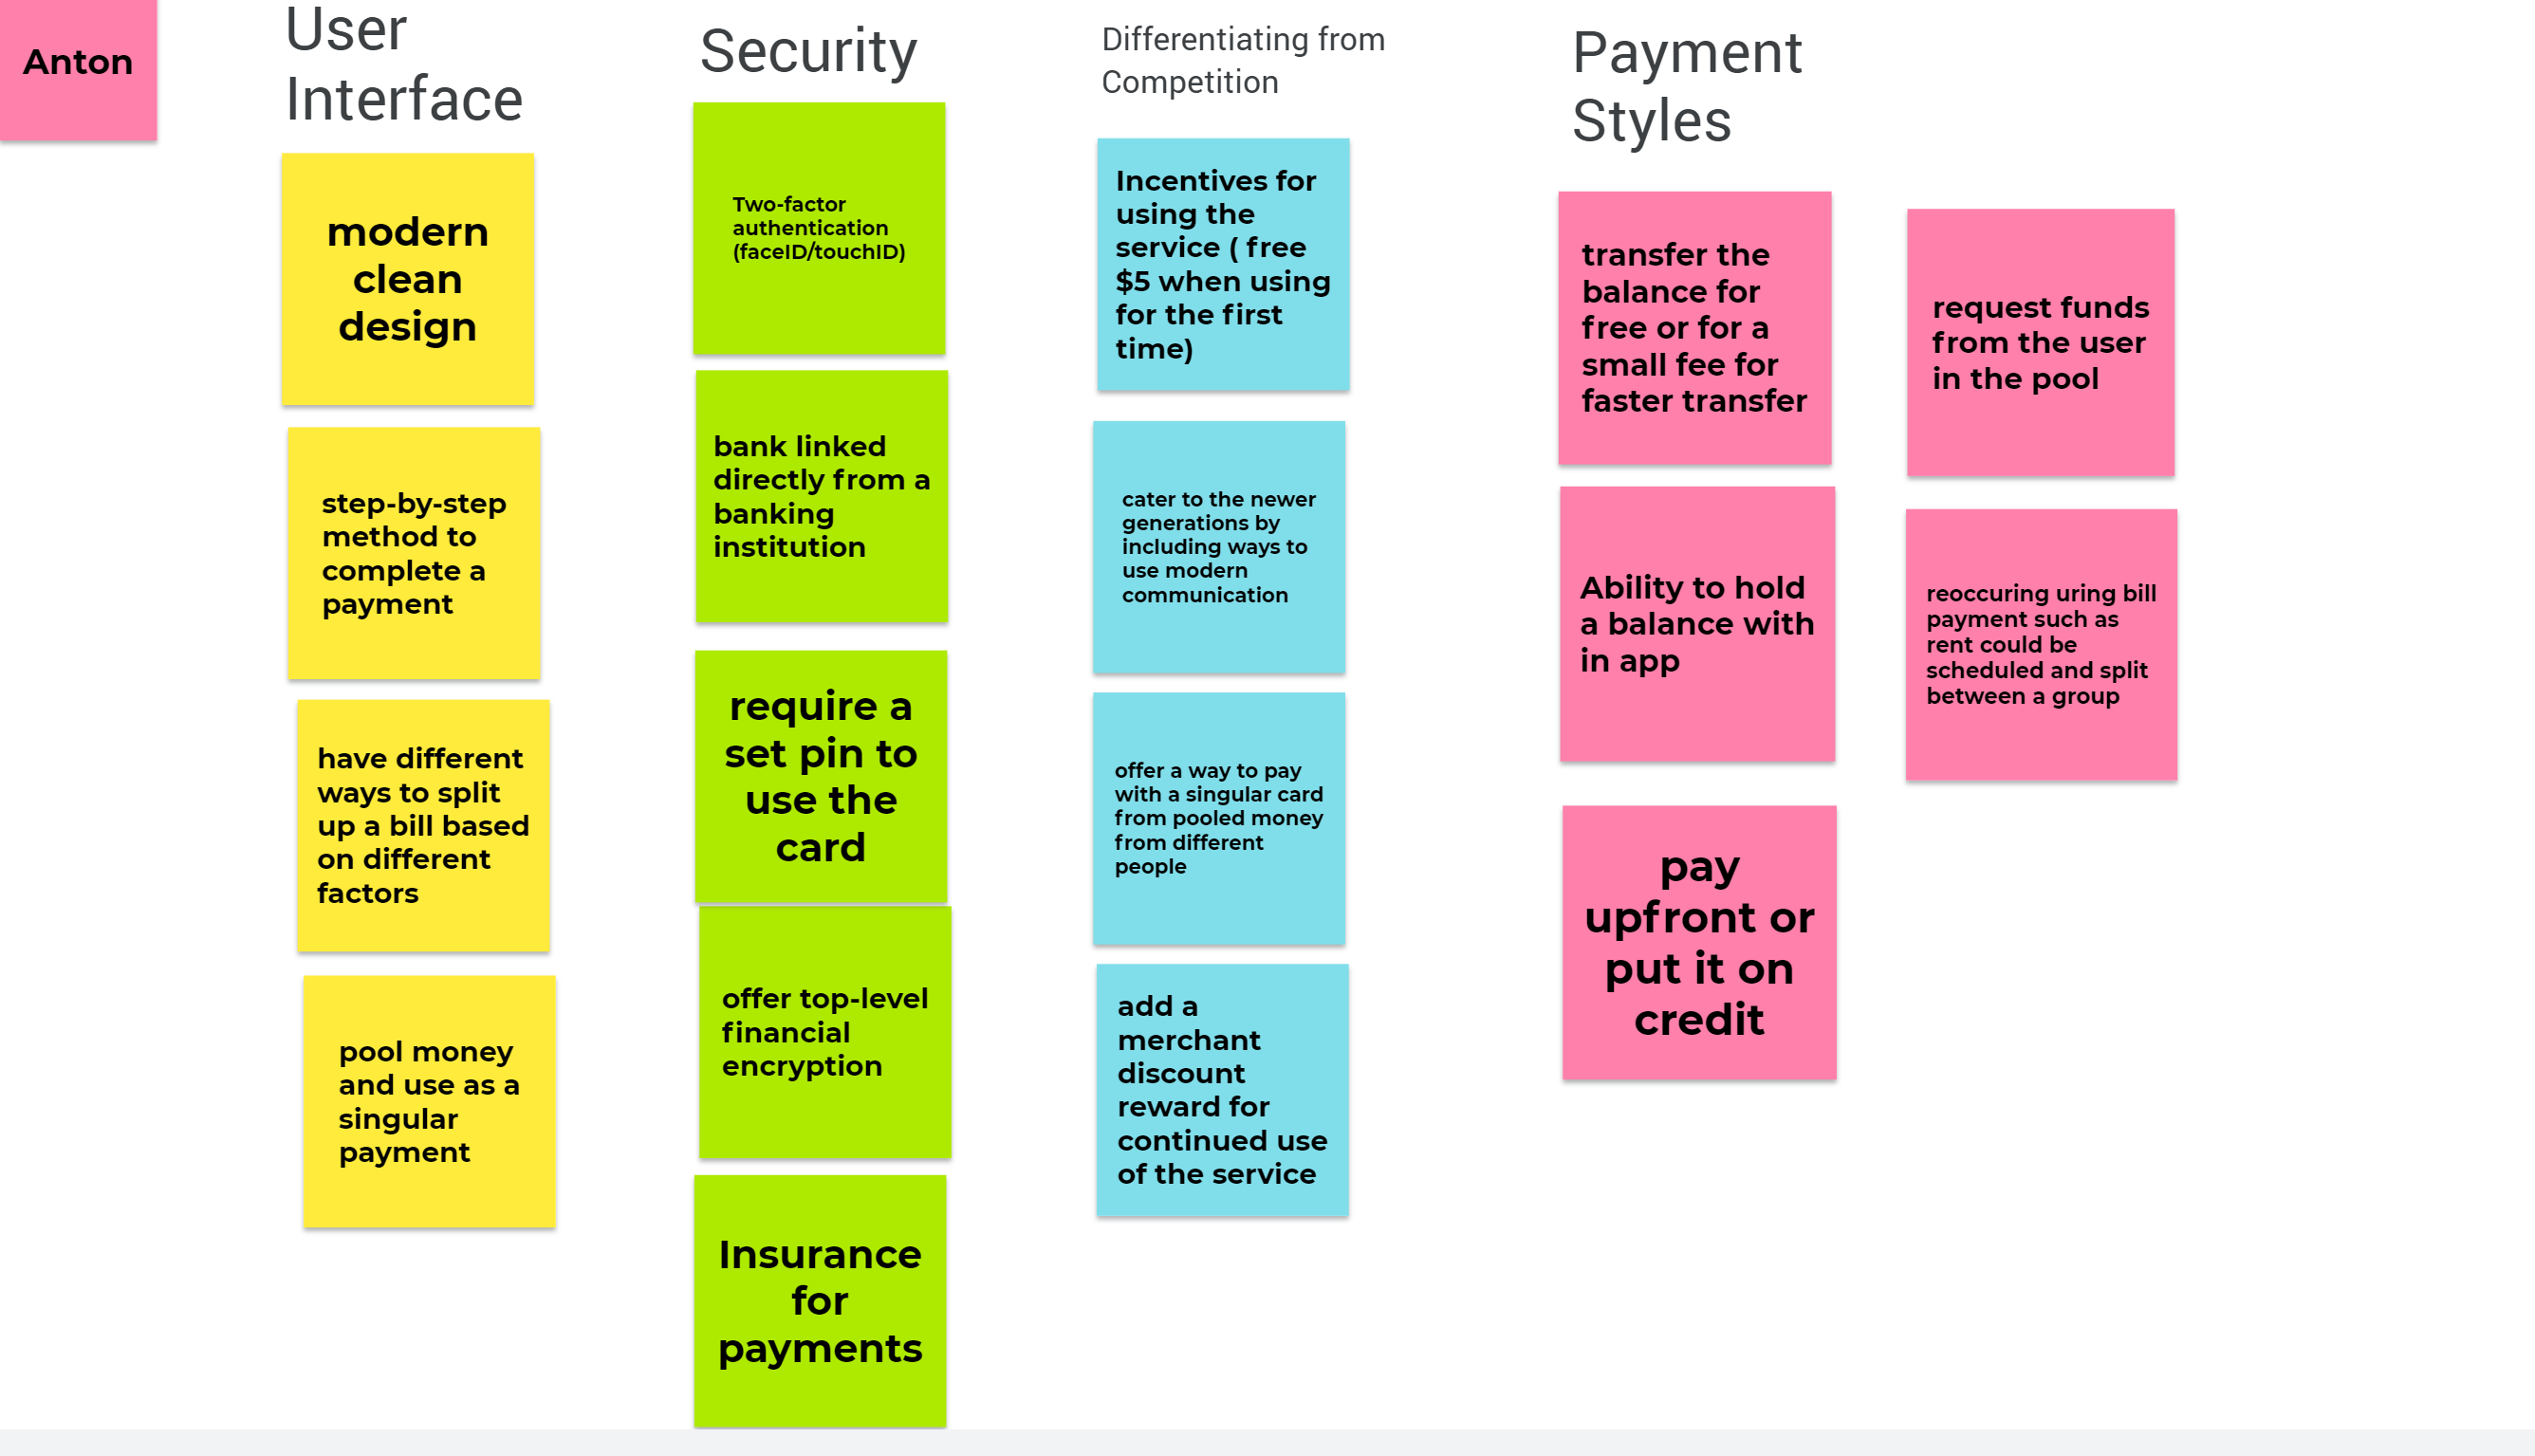 Anton
User
Interface
modern
clean
design
step-by-step
method to
complete a
payment
have different
ways to split
up a bill based
on different
factors
pool money
and use as a
singular
payment
Security
Two-factor
authentication
(faceID/touchID)
bank linked
directly from a
banking
institution
require a
set pin to
use the
card
offer top-level
financial
encryption
Insurance
for
payments
Differentiating from
Competition
Incentives for
using the
service ( free
$5 when using
for the first
time)
cater to the newer
generations by
including ways to
use modern
communication
offer a way to pay
with a singular card
from pooled money
from different
people
add a
merchant
discount
reward for
continued use
of the service
Payment
Styles
transfer the
balance for
free or for a
small fee for
faster transfer
Ability to hold
a balance with
in app
pay
upfront or
put it on
credit
request funds
from the user
in the pool
reoccuring uring bill
payment such as
rent could be
scheduled and split
between a group